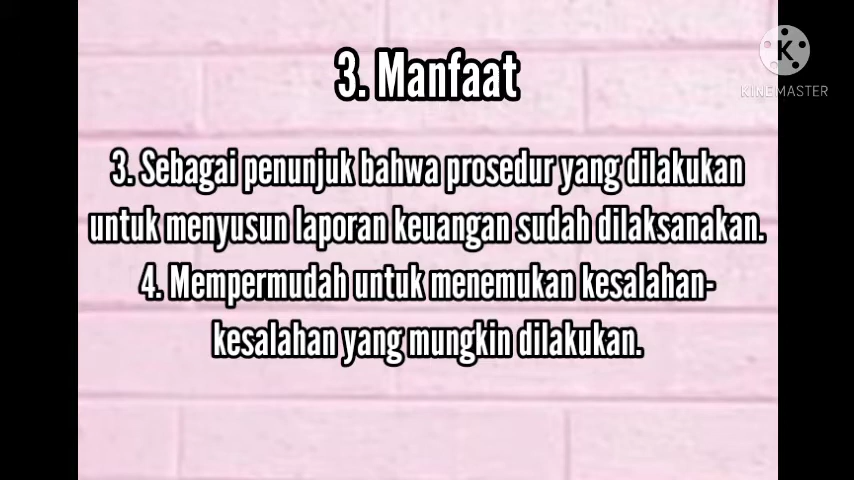 3. Manfaat
K
KINEMASTER
3. Sebagai penunjuk bahwa prosedur yang dilakukan
untuk menyusun laporan keuangan sudah dilaksanakan.
4. Mempermudah untuk menemukan kesalahan-
kesalahan yang mungkin dilakukan.